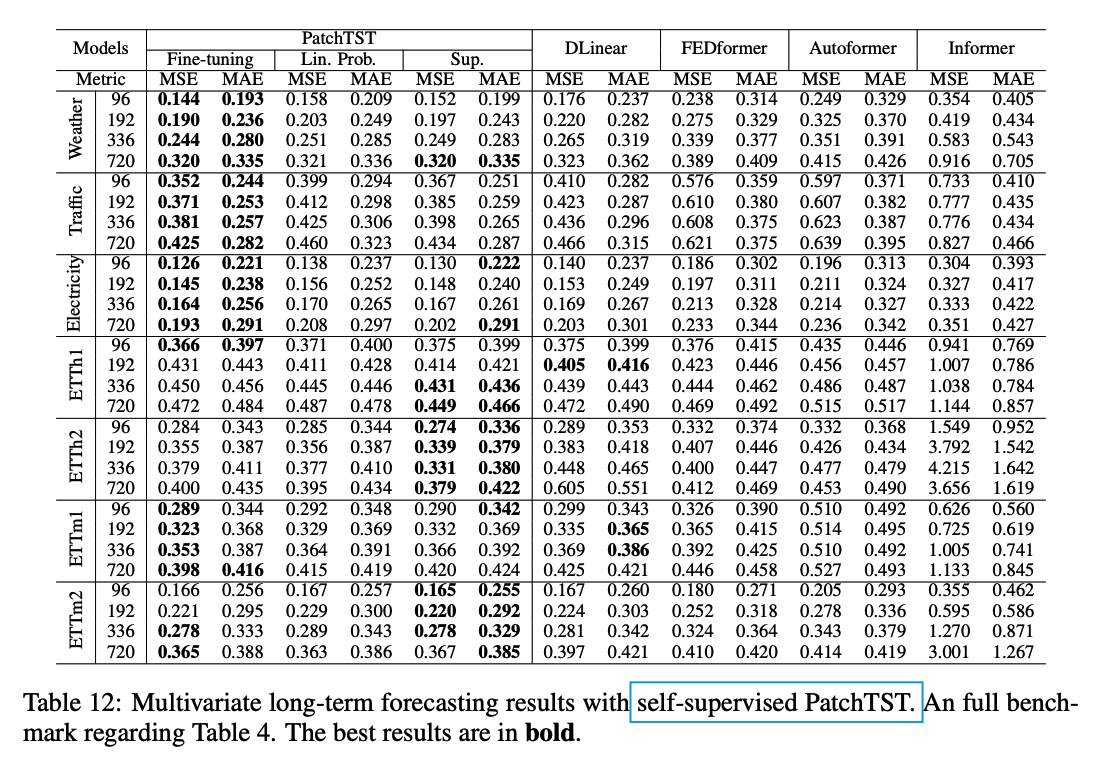 Models PatchTST DLinear FEDformer Autoformer Informer
Fine-tuning Lin. Prob. Sup.
Metric MSE MAE MSE MAE MSE MAE MSE MAE MSE MAE MSE MAE MSE MAE
Weather
96 0.144 0.193 0.158 0.209 0.152 0.199 0.176 0.237 0.238 0.314 0.249 0.329 0.354 0.405
192 0.190 0.236 0.203 0.249 0.197 0.243 0.220 0.282 0.275 0.329 0.325 0.370 0.419 0.434
336 0.244 0.280 0.251 0.285 0.249 0.283 0.265 0.319 0.339 0.377 0.351 0.391 0.583 0.543
720 0.320 0.335 0.321 0.336 0.320 0.335 0.323 0.362 0.389 0.409 0.415 0.426 0.916 0.705
Traffic
96 0.352 0.244 0.399 0.294 0.367 0.251 0.410 0.282 0.576 0.359 0.597 0.371 0.733 0.410
192 0.371 0.253 0.412 0.298 0.385 0.259 0.423 0.287 0.610 0.380 0.607 0.382 0.777 0.435
336 0.381 0.257 0.425 0.306 0.398 0.265 0.436 0.296 0.608 0.375 0.623 0.387 0.776 0.434
720 0.425 0.282 0.460 0.323 0.434 0.287 0.466 0.315 0.621 0.375 0.639 0.395 0.827 0.466
Electricity
96 0.126 0.221 0.138 0.237 0.130 0.222 0.140 0.237 0.186 0.302 0.196 0.313 0.304 0.393
192 0.145 0.238 0.156 0.252 0.148 0.240 0.153 0.249 0.197 0.311 0.211 0.324 0.327 0.417
336 0.164 0.256 0.170 0.265 0.167 0.261 0.169 0.267 0.213 0.328 0.214 0.327 0.333 0.422
720 0.193 0.291 0.208 0.297 0.202 0.291 0.203 0.301 0.233 0.344 0.236 0.342 0.351 0.427
ETTh1
96 0.366 0.397 0.371 0.400 0.375 0.399 0.375 0.399 0.376 0.415 0.435 0.446 0.941 0.769
192 0.431 0.443 0.411 0.428 0.414 0.421 0.405 0.416 0.423 0.446 0.456 0.457 1.007 0.786
336 0.450 0.456 0.445 0.446 0.431 0.436 0.439 0.443 0.444 0.462 0.486 0.487 1.038 0.784
720 0.472 0.484 0.487 0.478 0.449 0.466 0.472 0.490 0.469 0.492 0.515 0.517 1.144 0.857
ETTh2
96 0.284 0.343 0.285 0.344 0.274 0.336 0.289 0.353 0.332 0.374 0.332 0.368 1.549 0.952
192 0.355 0.387 0.356 0.387 0.339 0.379 0.383 0.418 0.407 0.446 0.426 0.434 3.792 1.542
336 0.379 0.411 0.377 0.410 0.331 0.380 0.448 0.465 0.400 0.447 0.477 0.479 4.215 1.642
720 0.400 0.435 0.395 0.434 0.379 0.422 0.605 0.551 0.412 0.469 0.453 0.490 3.656 1.619
ETTm1
96 0.289 0.344 0.292 0.348 0.290 0.342 0.299 0.343 0.326 0.390 0.510 0.492 0.626 0.560
192 0.323 0.368 0.329 0.369 0.332 0.369 0.335 0.365 0.365 0.415 0.514 0.495 0.725 0.619
336 0.353 0.387 0.364 0.391 0.366 0.392 0.369 0.386 0.392 0.425 0.510 0.492 1.005 0.741
720 0.398 0.416 0.415 0.419 0.420 0.424 0.425 0.421 0.446 0.458 0.527 0.493 1.133 0.845
ETTm2
96 0.166 0.256 0.167 0.257 0.165 0.255 0.167 0.260 0.180 0.271 0.205 0.293 0.355 0.462
192 0.221 0.295 0.229 0.300 0.220 0.292 0.224 0.303 0.252 0.318 0.278 0.336 0.595 0.586
336 0.278 0.333 0.289 0.343 0.278 0.329 0.281 0.342 0.324 0.364 0.343 0.379 1.270 0.871
720 0.365 0.388 0.363 0.386 0.367 0.385 0.397 0.421 0.410 0.420 0.414 0.419 3.001 1.267
Table 12: Multivariate long-term forecasting results with self-supervised PatchTST. An full bench-
mark regarding Table 4. The best results are in bold.